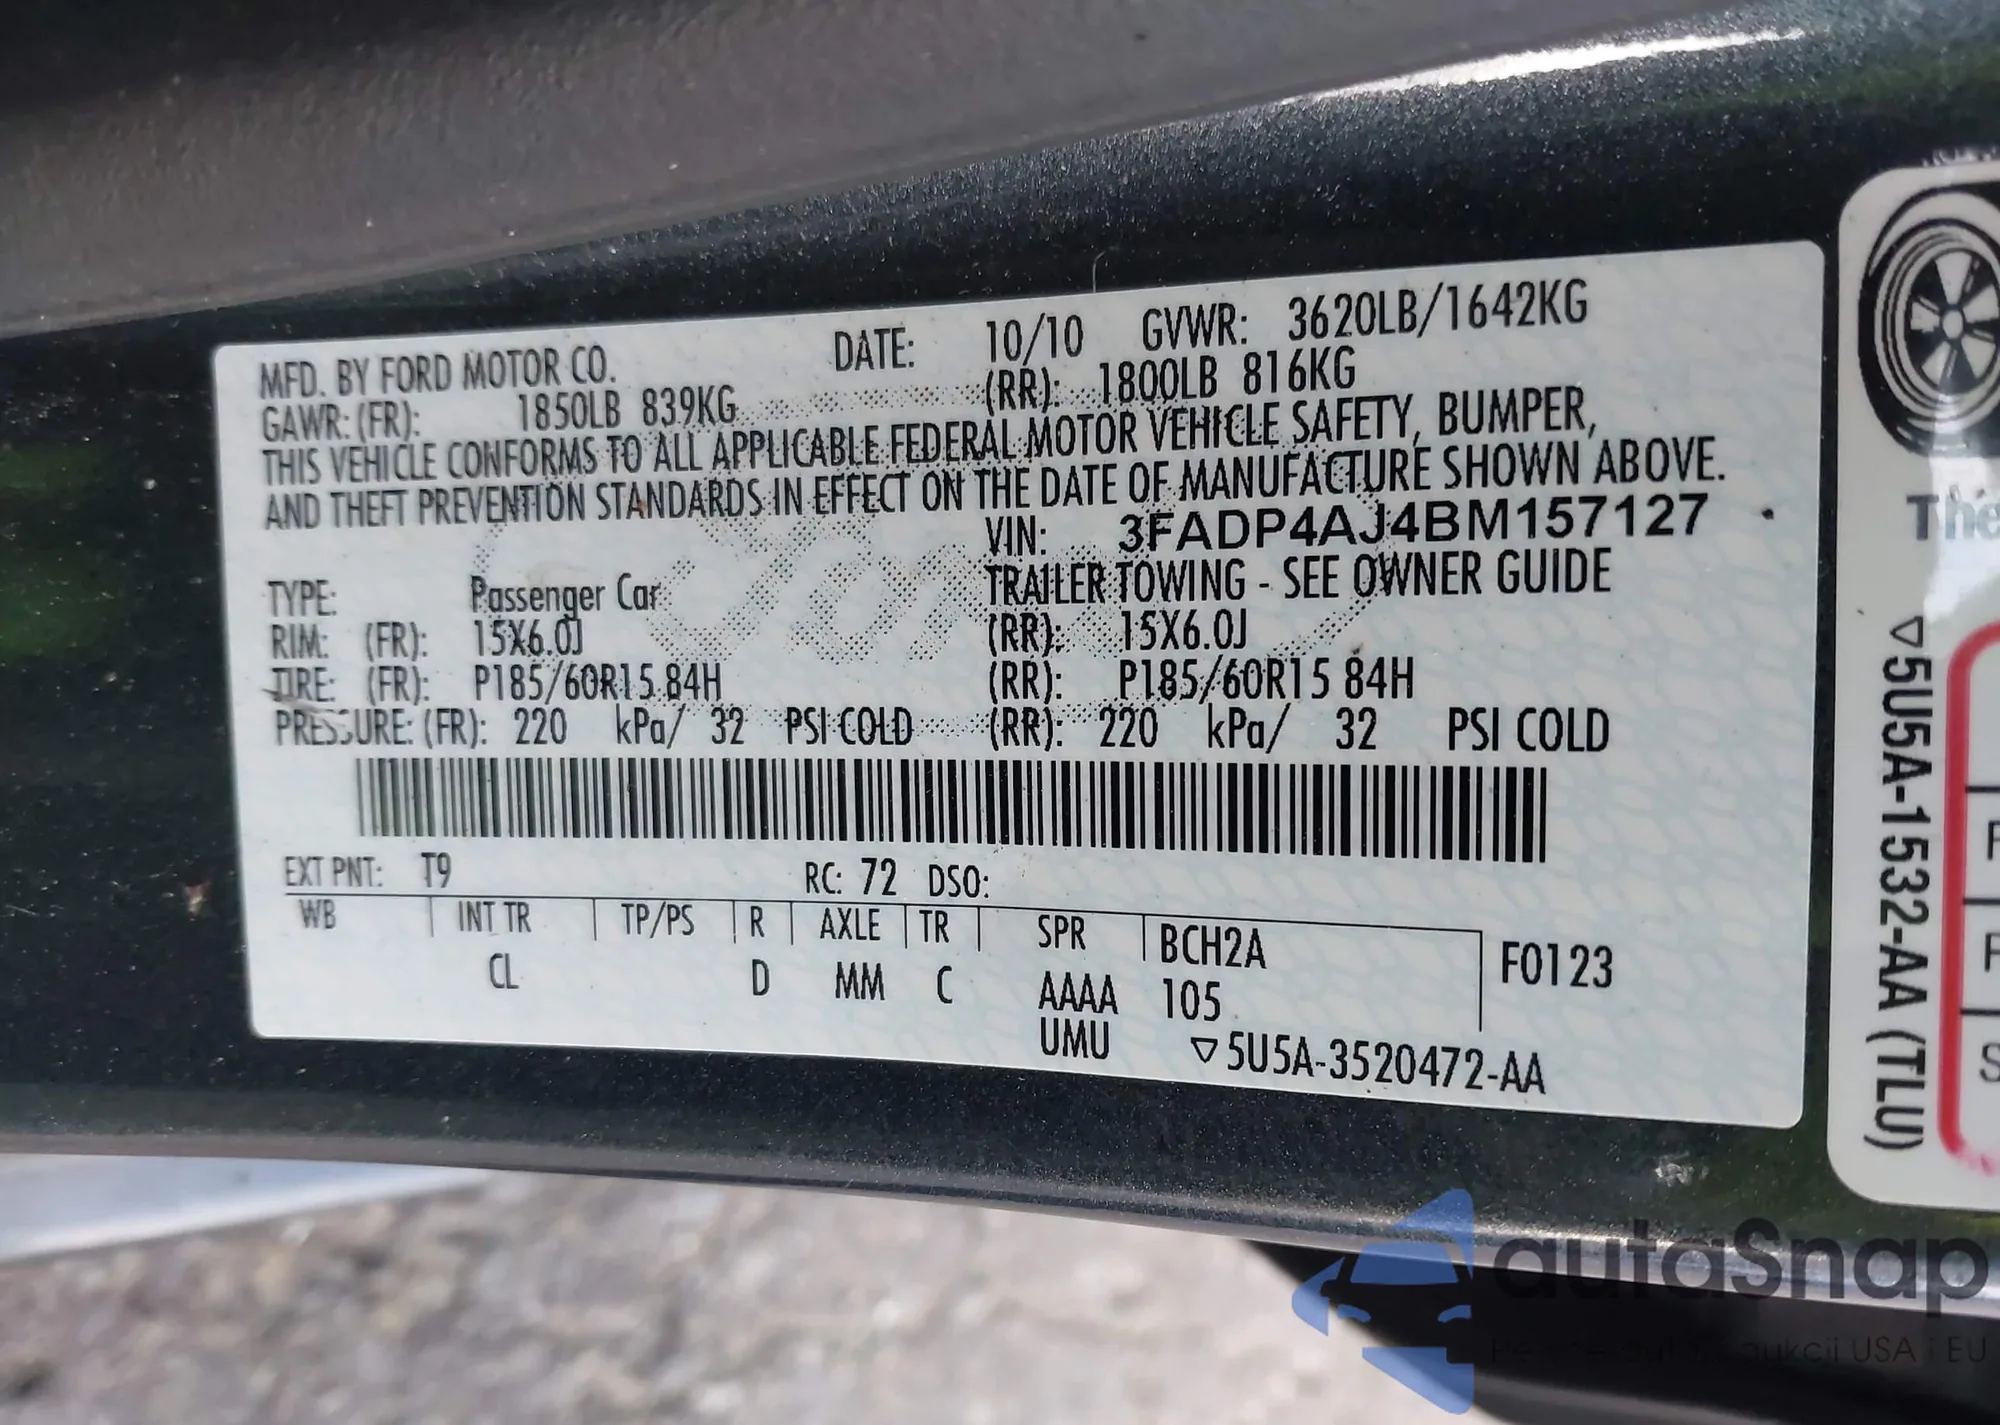 MFD. BY FORD MOTOR CO. DATE: 10/10 GVWR: 3620LB/1642KG
GAWR: (FR): 1850LB 839KG (RR): 1800LB 816KG
THIS VEHICLE CONFORMS TO ALL APPLICABLE FEDERAL MOTOR VEHICLE SAFETY, BUMPER,
AND THEFT PREVENTION STANDARDS IN EFFECT ON THE DATE OF MANUFACTURE SHOWN ABOVE.
VIN: 3FADP4AJ4BM157127
TYPE: Passenger Car TRAILER TOWING - SEE OWNER GUIDE
RIM: (FR): 15X6.0J (RR): 15X6.0J
TIRE: (FR): P185/60R15 84H (RR): P185/60R15 84H
PRESSURE: (FR): 220 kPa/ 32 PSI COLD (RR): 220 kPa/ 32 PSI COLD
EXT PNT: T9 RC: 72 DSO:
WB INT TR TP/PS R AXLE TR SPR BCH2A F0123
CL D MM C AAAA 105
UMU ▽5U5A-3520472-AA
The
▽5U5A-1532-AA (TLU)
autaSnap
aukcji USA i EU